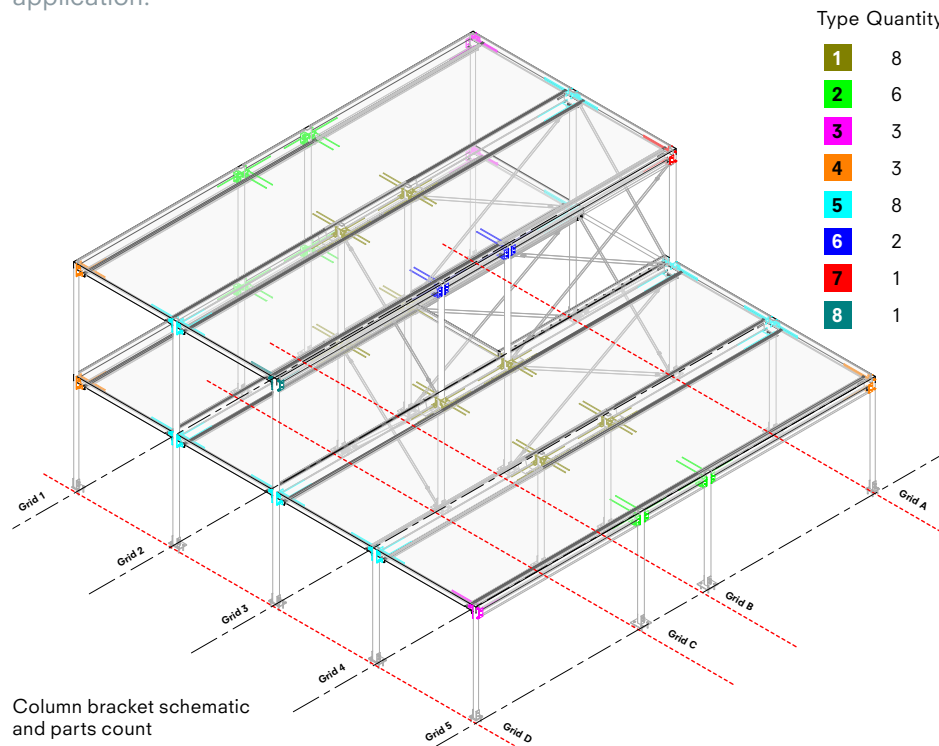 application.
Type Quantity
1 8
2 6
3 3
4 3
5 8
6 2
7 1
8 1
Grid 1
Grid 2
Grid 3
Grid 4
Grid 5
Grid D
Grid C
Grid B
Grid A
Column bracket schematic
and parts count